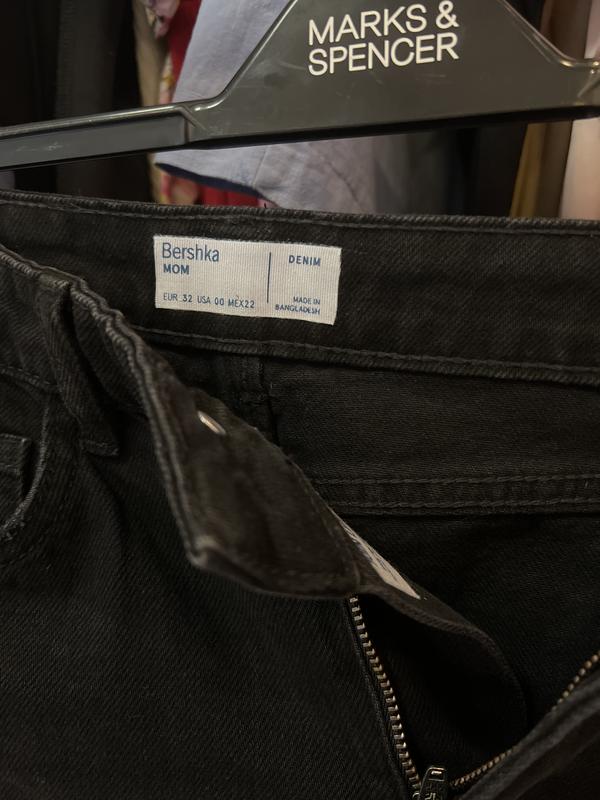 MARKS &
SPENCER
Bershka
MOM
DENIM
EUR 32 USA 00 MEX22
MADE IN
BANGLADESH